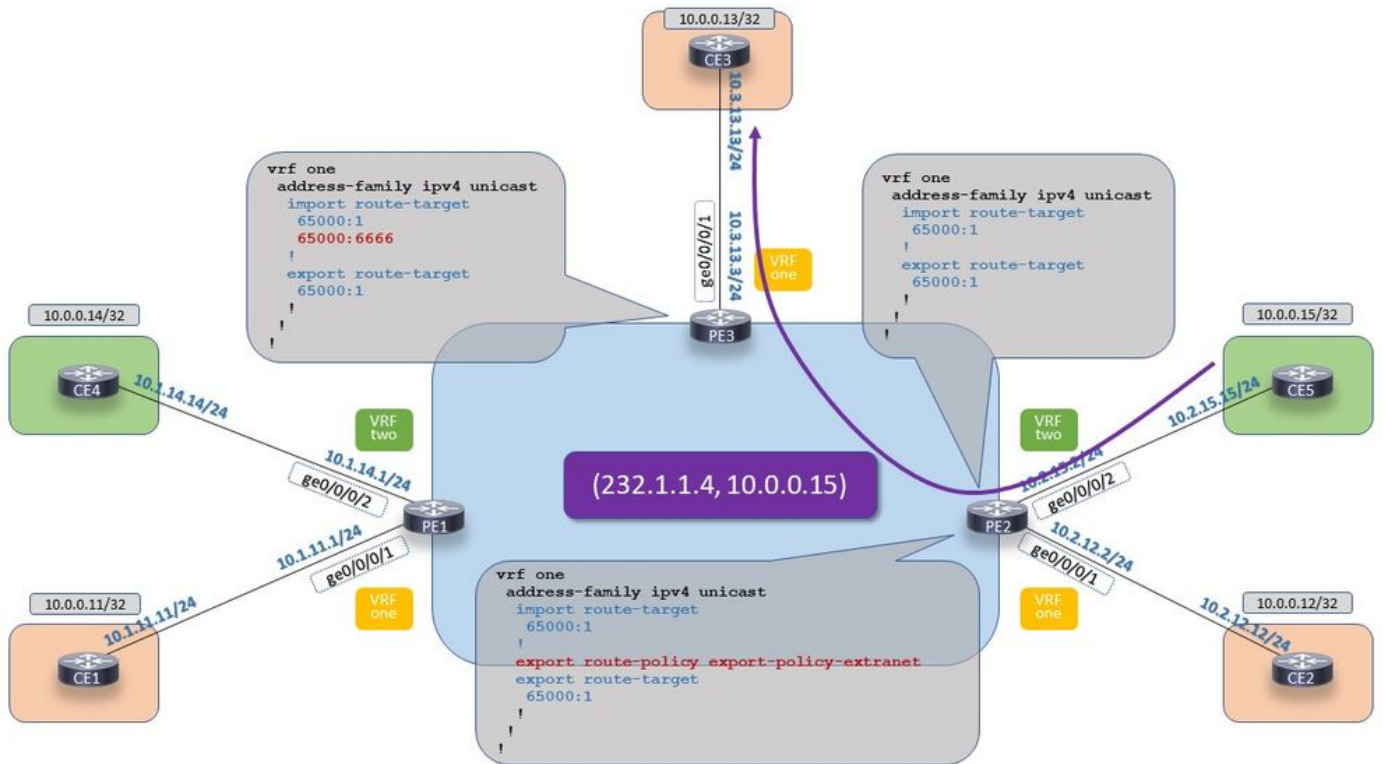 10.0.0.13/32
CE3
10.3.13.13/24
vrf one
address-family ipv4 unicast
import route-target
65000:1
65000:6666
!
export route-target
65000:1
!
!
!
vrf one
address-family ipv4 unicast
import route-target
65000:1
!
export route-target
65000:1
!
!
!
ge0/0/0/1
10.3.13.3/24
VRF
one
PE3
10.0.0.14/32
CE4
10.1.14.14/24
VRF
two
10.1.14.1/24
ge0/0/0/2
10.0.0.15/32
CE5
10.2.15.15/24
VRF
two
10.2.15.2/24
ge0/0/0/2
(232.1.1.4, 10.0.0.15)
PE1
PE2
10.1.11.1/24
ge0/0/0/1
10.2.12.2/24
ge0/0/0/1
vrf one
address-family ipv4 unicast
import route-target
65000:1
!
export route-policy export-policy-extranet
export route-target
65000:1
!
!
!
10.0.0.11/32
10.1.11.11/24
CE1
VRF
one
VRF
one
10.0.0.12/32
10.2.12.12/24
CE2